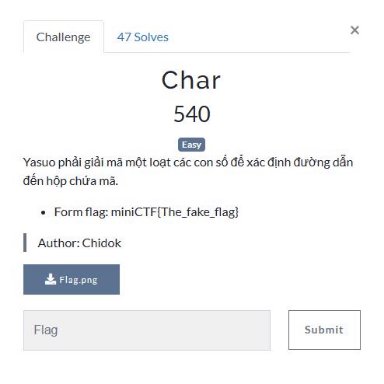 Challenge
47 Solves
×
Char
540
Easy
Yasuo phải giải mã một loạt các con số để xác định đường dẫn
đến hộp chứa mã.
• Form flag: miniCTF{The_fake_flag}
Author: Chidok
Flag.png
Flag
Submit